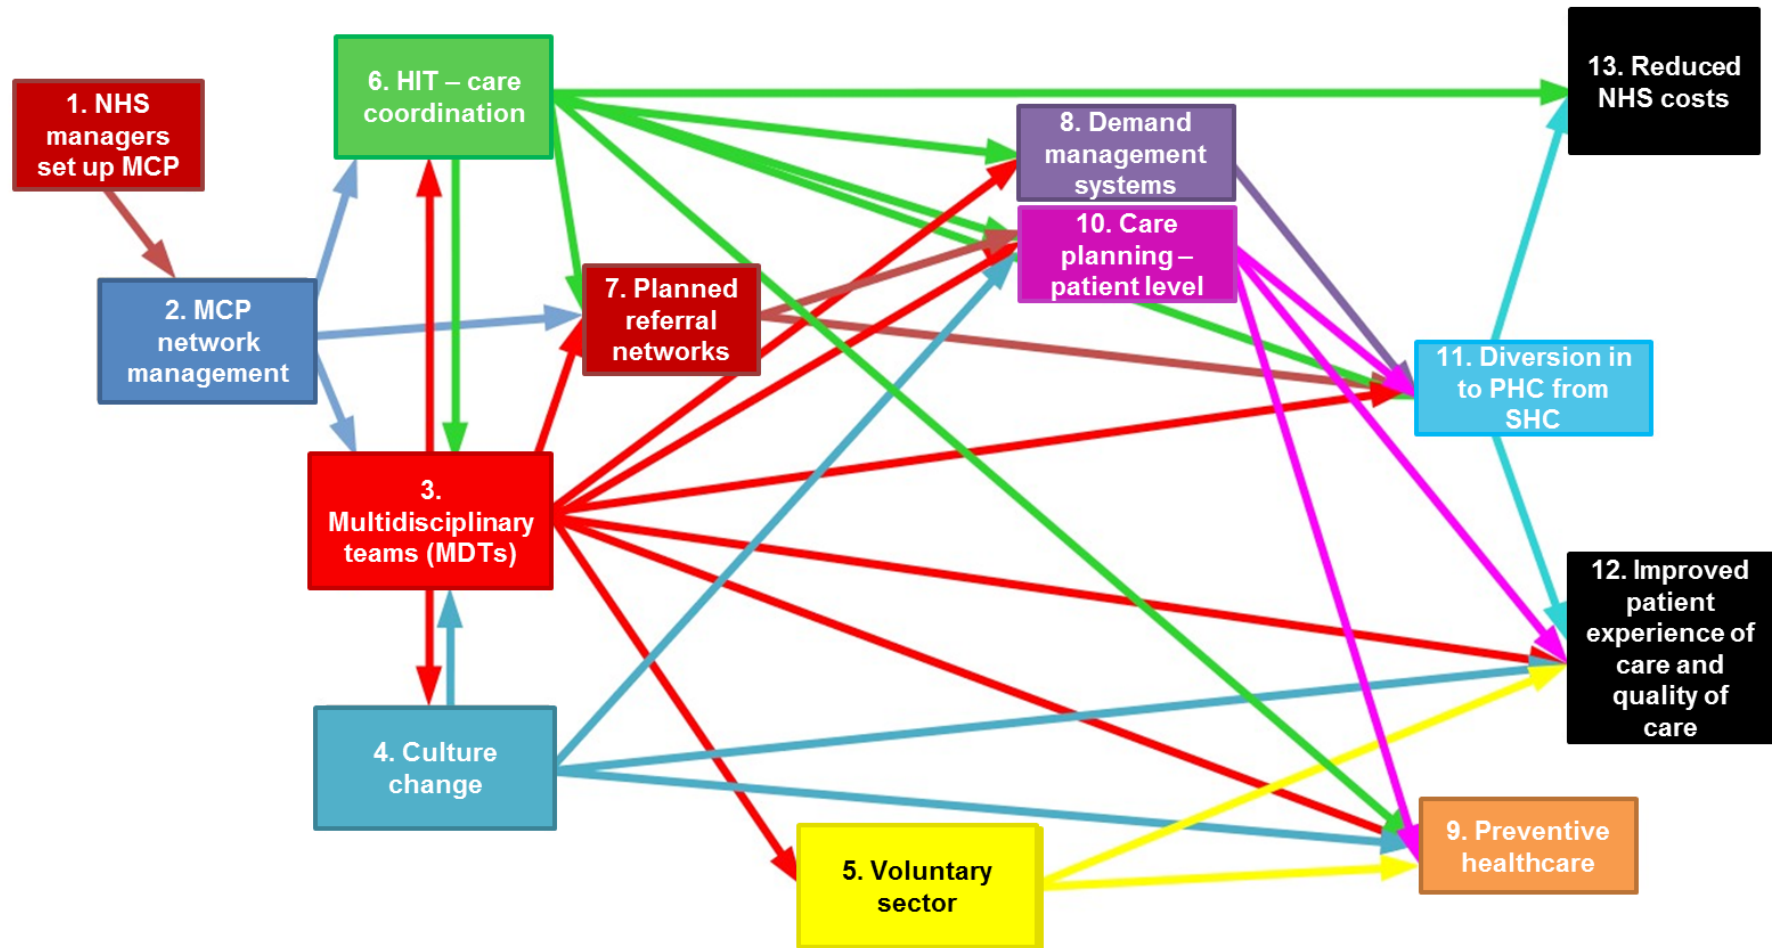 1. NHS
managers
set up MCP
2. MCP
network
management
3.
Multidisciplinary
teams (MDTs)
4. Culture
change
5. Voluntary
sector
6. HIT – care
coordination
7. Planned
referral
networks
8. Demand
management
systems
10. Care
planning –
patient level
9. Preventive
healthcare
11. Diversion in
to PHC from
SHC
12. Improved
patient
experience of
care and
quality of
care
13. Reduced
NHS costs